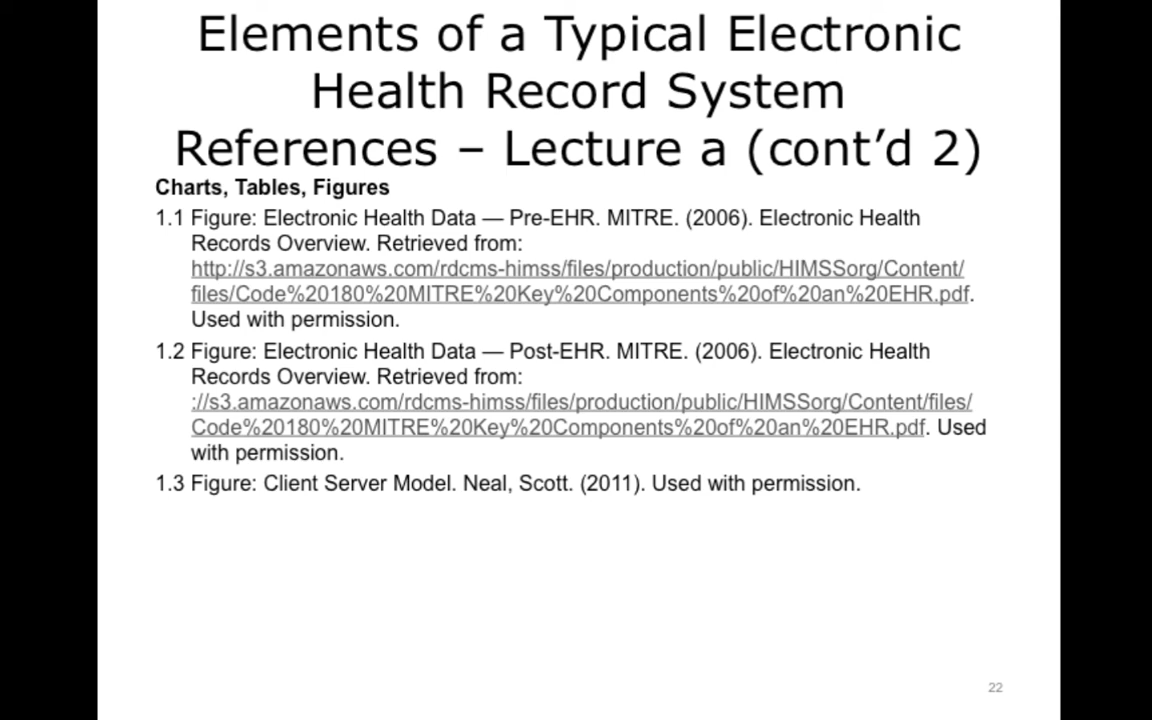 Elements of a Typical Electronic
Health Record System
References – Lecture a (cont’d 2)
Charts, Tables, Figures
1.1 Figure: Electronic Health Data — Pre-EHR. MITRE. (2006). Electronic Health
Records Overview. Retrieved from:
http://s3.amazonaws.com/rdcms-himss/files/production/public/HIMSSorg/Content/
files/Code%20180%20MITRE%20Key%20Components%20of%20an%20EHR.pdf.
Used with permission.
1.2 Figure: Electronic Health Data — Post-EHR. MITRE. (2006). Electronic Health
Records Overview. Retrieved from:
://s3.amazonaws.com/rdcms-himss/files/production/public/HIMSSorg/Content/files/
Code%20180%20MITRE%20Key%20Components%20of%20an%20EHR.pdf. Used
with permission.
1.3 Figure: Client Server Model. Neal, Scott. (2011). Used with permission.
22